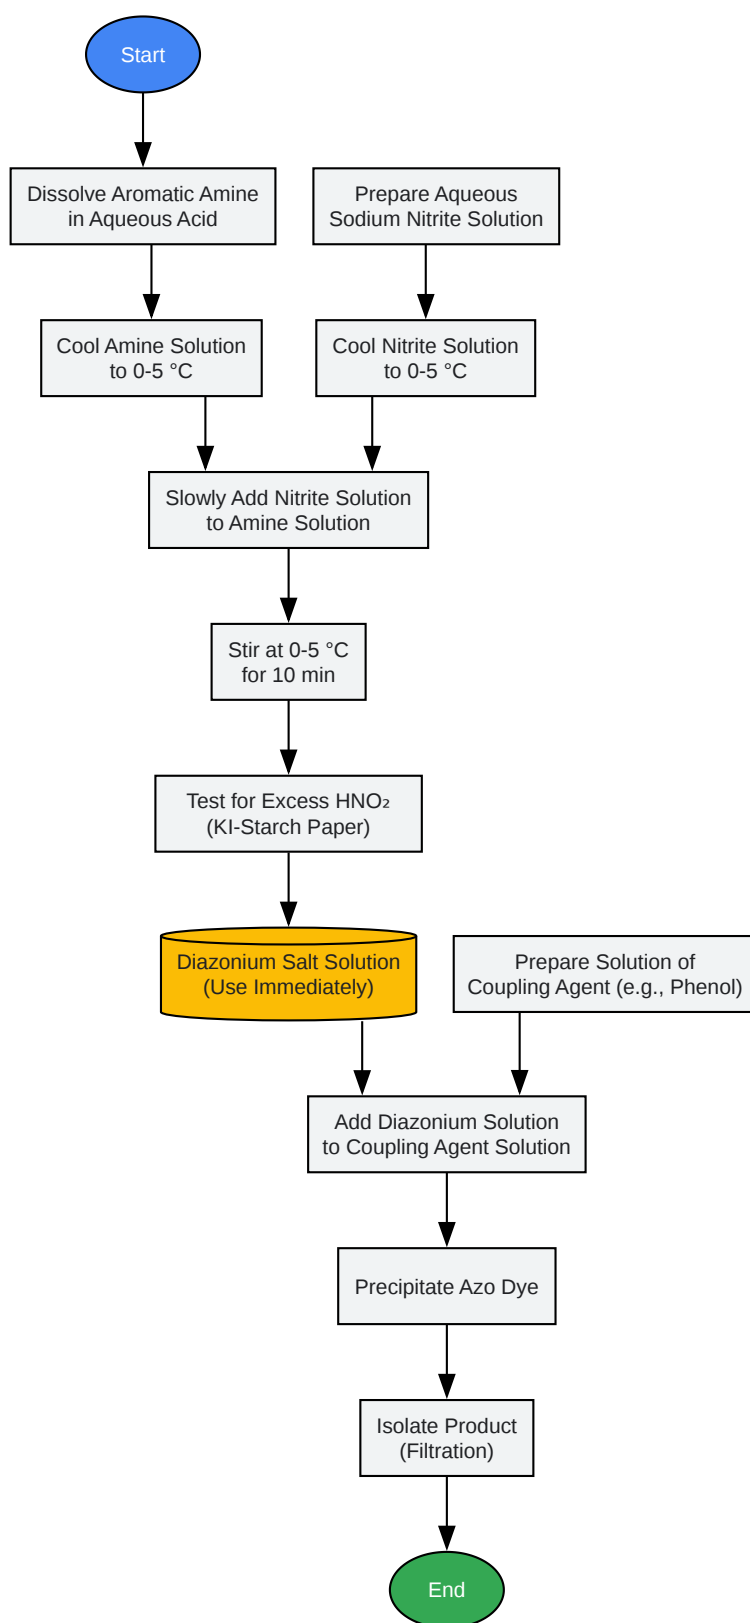 Start
Dissolve Aromatic Amine
in Aqueous Acid
Prepare Aqueous
Sodium Nitrite Solution
Cool Amine Solution
to 0-5 °C
Cool Nitrite Solution
to 0-5 °C
Slowly Add Nitrite Solution
to Amine Solution
Stir at 0-5 °C
for 10 min
Test for Excess HNO₂
(KI-Starch Paper)
Diazonium Salt Solution
(Use Immediately)
Prepare Solution of
Coupling Agent (e.g., Phenol)
Add Diazonium Solution
to Coupling Agent Solution
Precipitate Azo Dye
Isolate Product
(Filtration)
End